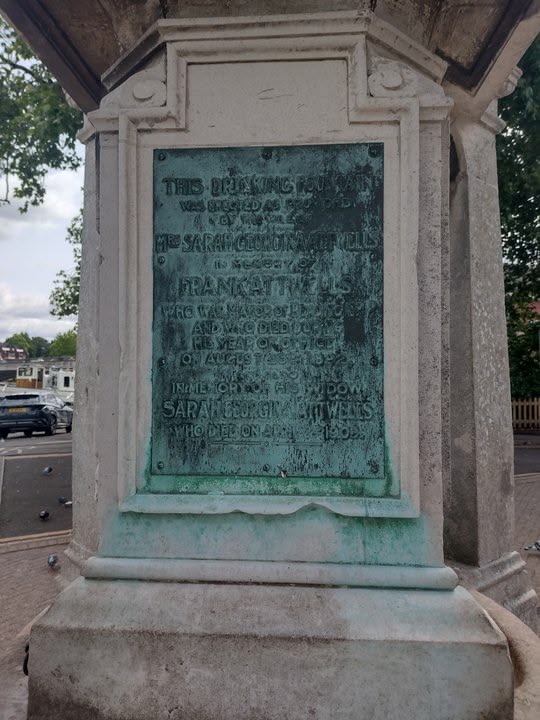 THIS DRINKING FOUNTAIN
WAS ERECTED AS PROVIDED
BY THE WILL OF
MRS SARAH GEORGINA ATTWELLS
IN MEMORY OF
FRANK ATTWELLS
WHO WAS MAYOR OF
AND WHO DIED DURING
HIS YEAR OF OFFICE
ON AUGUST 1892
IN MEMORY OF HIS WIDOW
SARAH GEORGINA ATTWELLS
WHO DIED ON